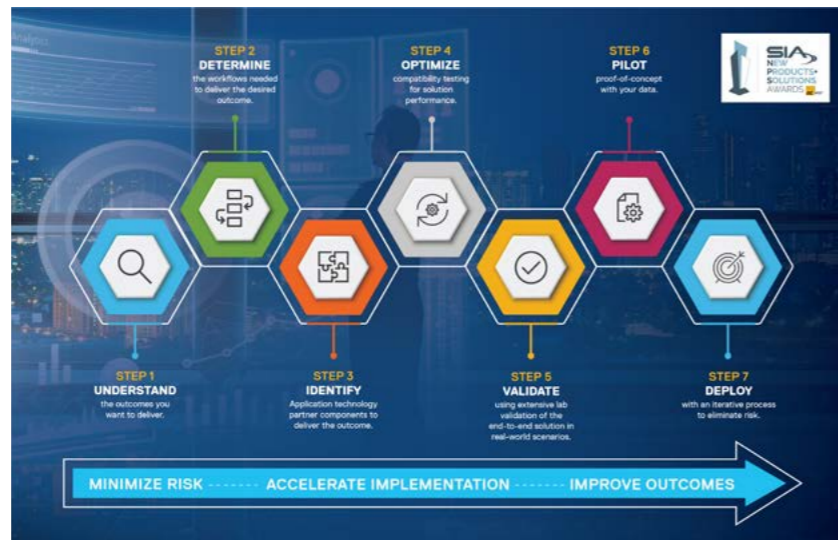 Analytics
STEP 2
DETERMINE
the workflows needed
to deliver the desired
outcome.
STEP 4
OPTIMIZE
compatibility testing
for solution
performance.
STEP 6
PILOT
proof-of-concept
with your data.
SIA
NEW
PRODUCTS+
SOLUTIONS
AWARDS
STEP 1
UNDERSTAND
the outcomes you
want to deliver.
STEP 3
IDENTIFY
Application technology
partner components to
deliver the outcome.
STEP 5
VALIDATE
using extensive lab
validation of the
end-to-end solution in
real-world scenarios.
STEP 7
DEPLOY
with an iterative process
to eliminate risk.
MINIMIZE RISK ------- ACCELERATE IMPLEMENTATION ------- IMPROVE OUTCOMES